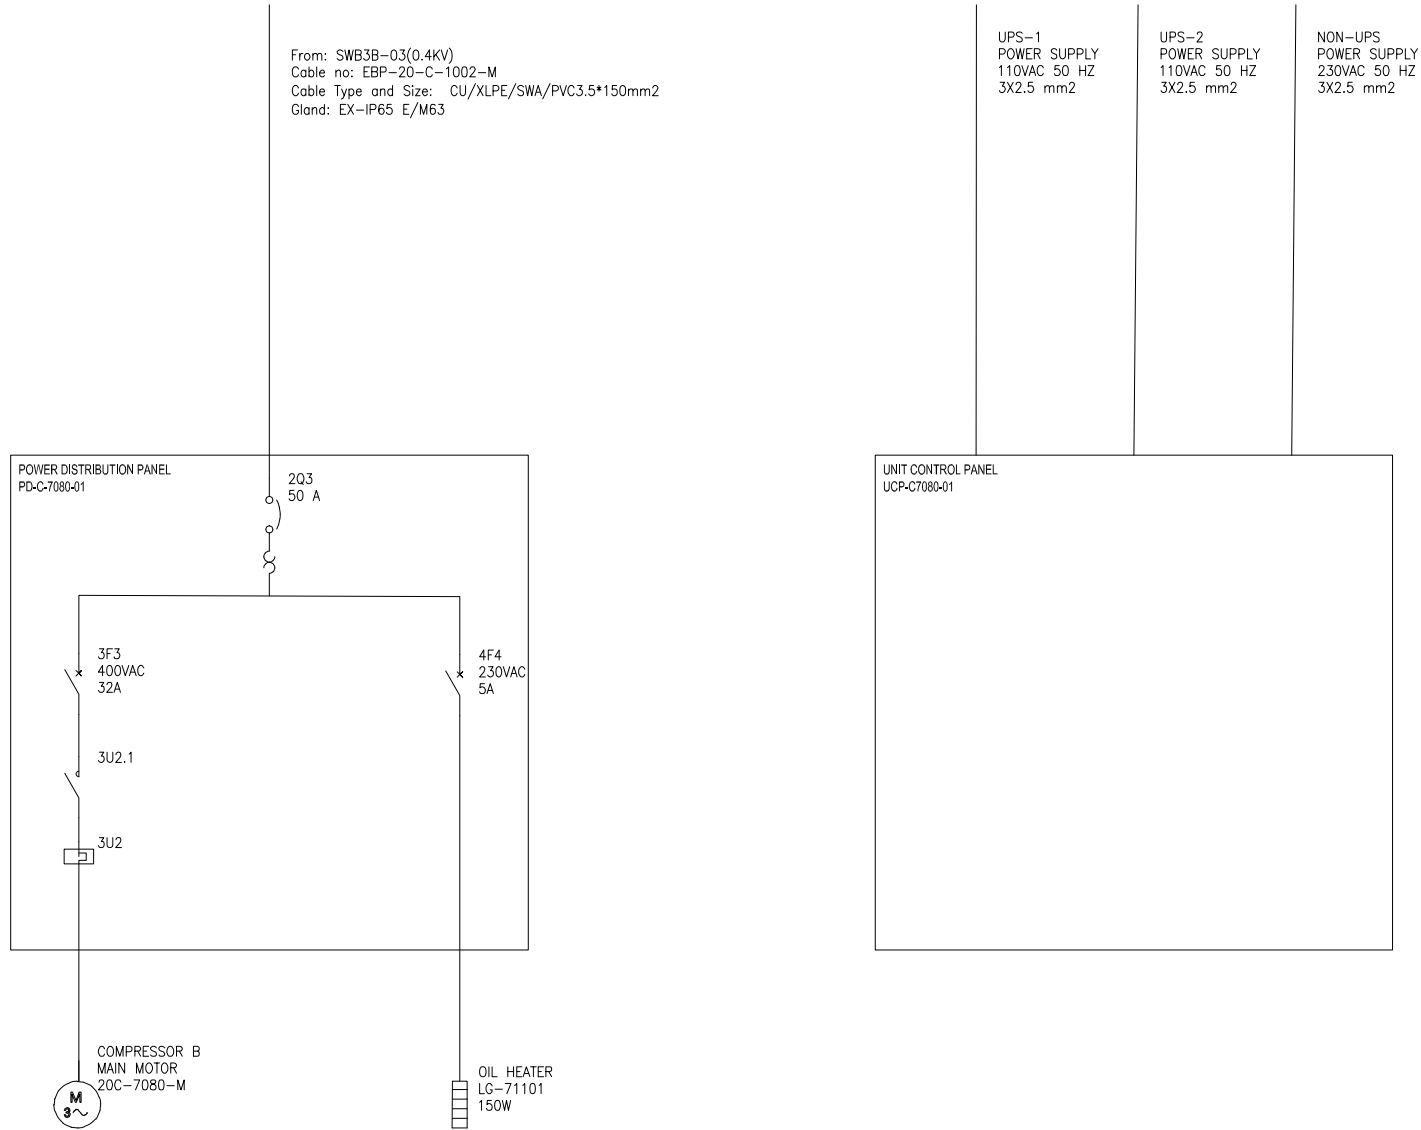 From: SWB3B-03(0.4KV)
Cable no: EBP-20-C-1002-M
Cable Type and Size: CU/XLPE/SWA/PVC3.5*150mm2
Gland: EX-IP65 E/M63
UPS-1
POWER SUPPLY
110VAC 50 HZ
3X2.5 mm2
UPS-2
POWER SUPPLY
110VAC 50 HZ
3X2.5 mm2
NON-UPS
POWER SUPPLY
230VAC 50 HZ
3X2.5 mm2
POWER DISTRIBUTION PANEL
PD-C-7080-01
2Q3
50 A
3F3
400VAC
32A
4F4
230VAC
5A
3U2.1
3U2
COMPRESSOR B
MAIN MOTOR
20C-7080-M
M
3~
OIL HEATER
LG-71101
150W
UNIT CONTROL PANEL
UCP-C7080-01